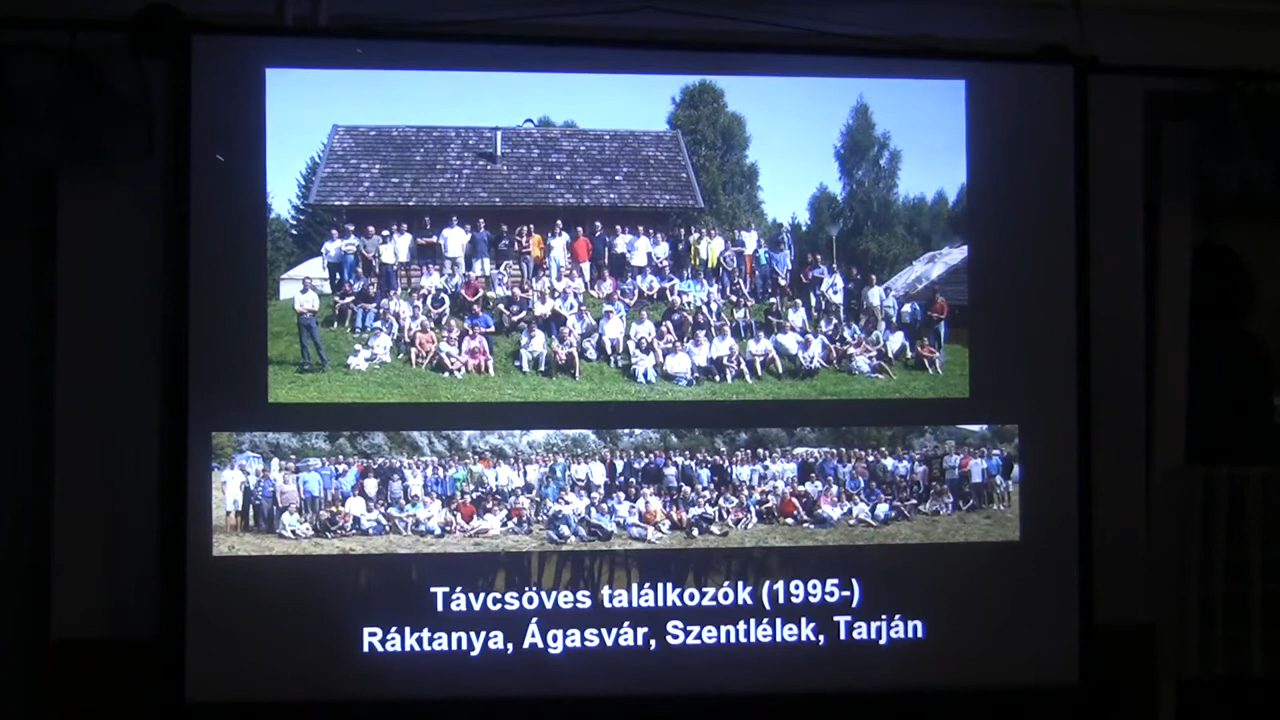 Távcsöves találkozók (1995-)
Ráktanya, Ágasvár, Szentlélek, Tarján